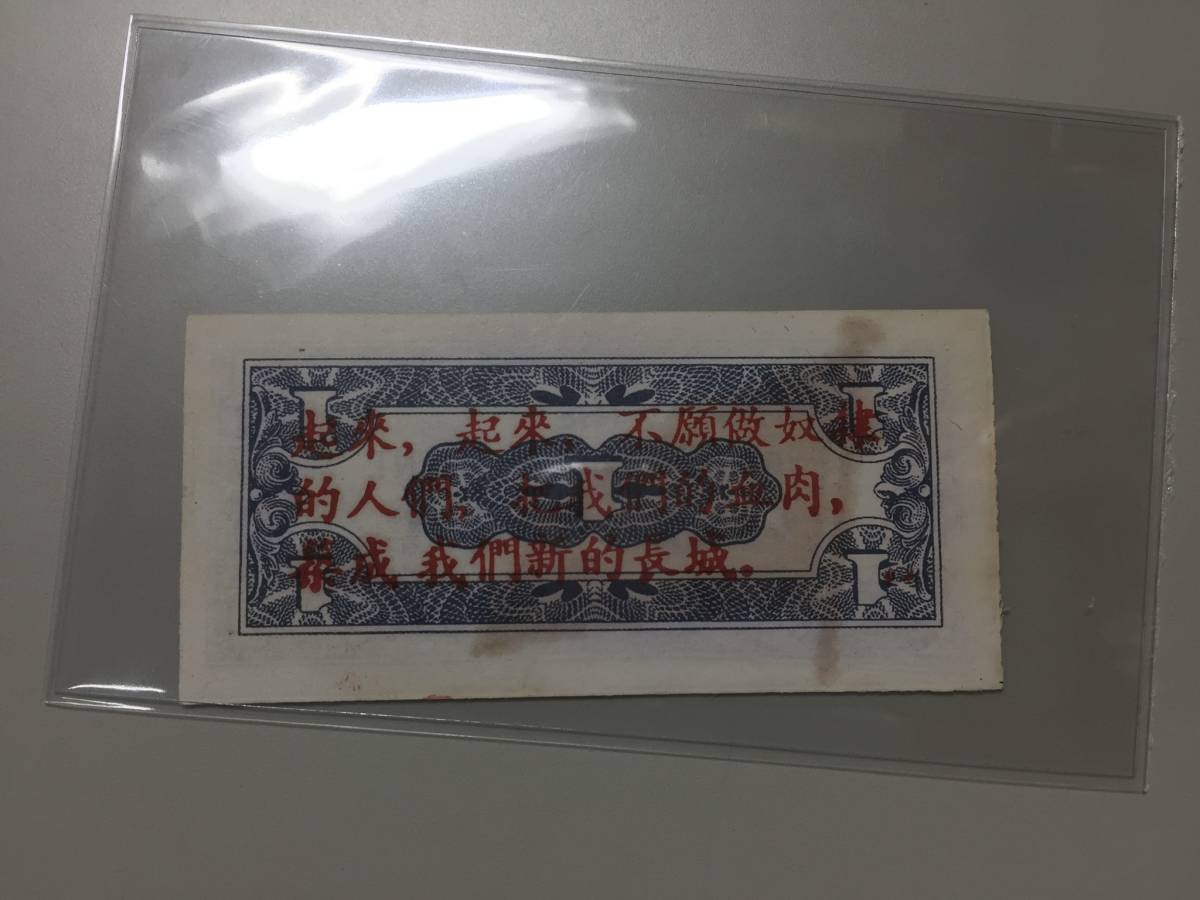 起來，起來，不願做奴隸
的人們，把我們的血肉，
築成我們新的長城。
I I
I
I I